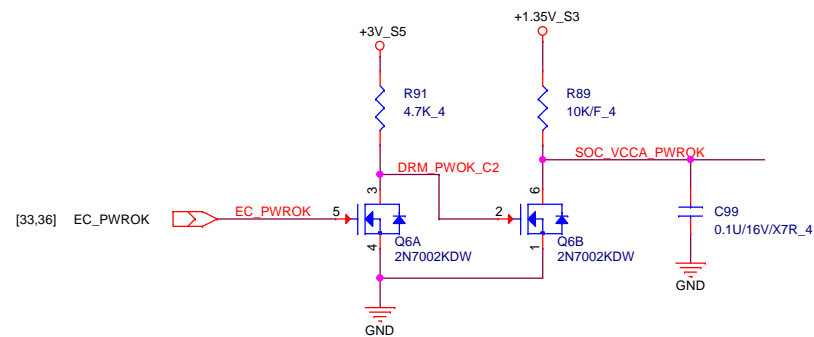 +1.35V_S3
+3V_S5
R91
4.7K_4
R89
10K/F_4
SOC_VCCA_PWROK
DRM_PWOK_C2
3
6
[33,36] EC_PWROK
EC_PWROK
5
2
C99
0.1U/16V/X7R_4
4
Q6A
2N7002KDW
1
Q6B
2N7002KDW
GND
GND